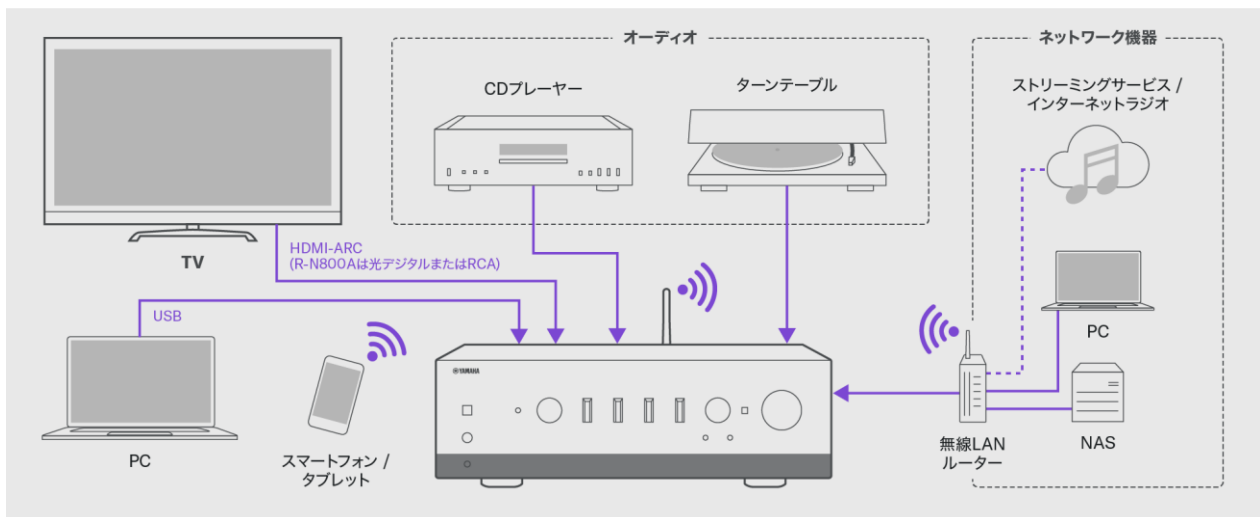 オーディオ
ネットワーク機器
CDプレーヤー
ターンテーブル
ストリーミングサービス /
インターネットラジオ
TV
HDMI-ARC
(R-N800Aは光デジタルまたはRCA)
USB
PC
スマートフォン /
タブレット
YAMAHA
無線LAN
ルーター
PC
NAS